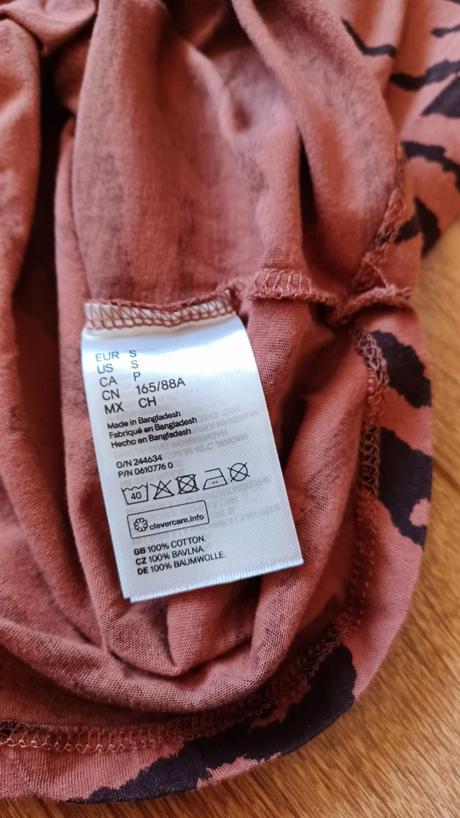 EUR S
US S
CA P
CN 165/88A
MX CH
Made in Bangladesh
Fabriqué en Bangladesh
Hecho en Bangladesh
O/N 244634
P/N 0610776 0
40
clevercare.info
GB 100% COTTON.
CZ 100% BAVLNA.
DE 100% BAUMWOLLE.